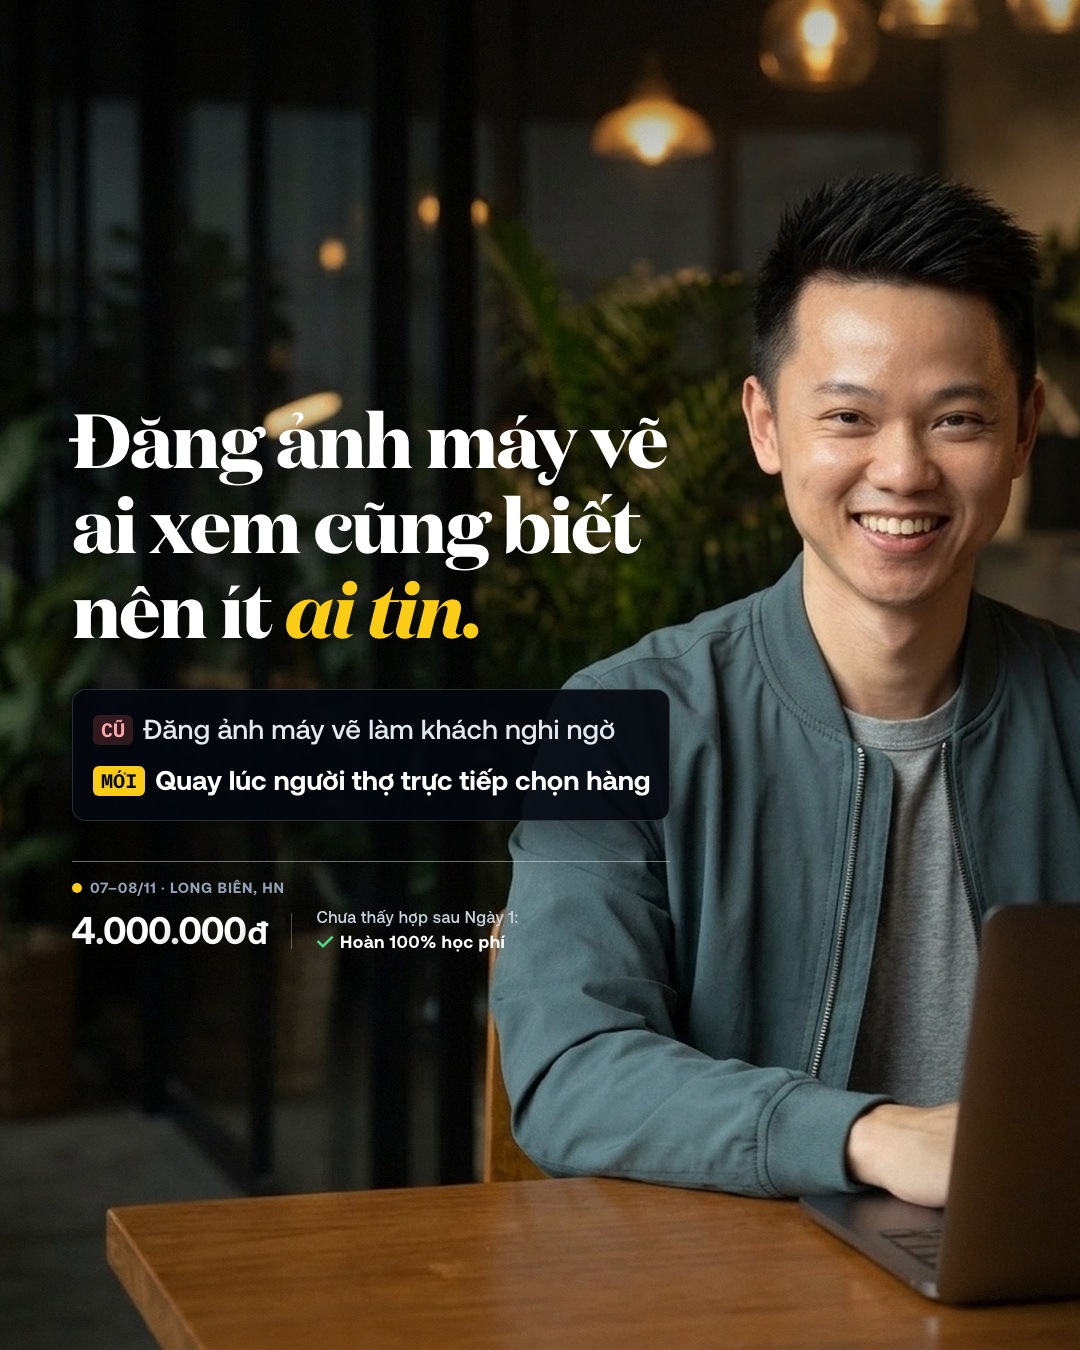 Đăng ảnh máy vẽ
ai xem cũng biết
nên ít ai tin.
CŨ Đăng ảnh máy vẽ làm khách nghi ngờ
MỚI Quay lúc người thợ trực tiếp chọn hàng
07–08/11 · LONG BIÊN, HN
4.000.000đ
Chưa thấy hợp sau Ngày 1:
✓ Hoàn 100% học phí